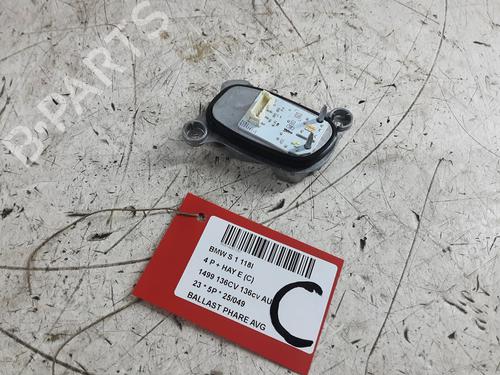 B-PARTS
BMW S 1 118I
4 P + HAY E (C)
1499 136CV 136cv AU
23 * 5P * 25/049
BALLAST PHARE AVG
C